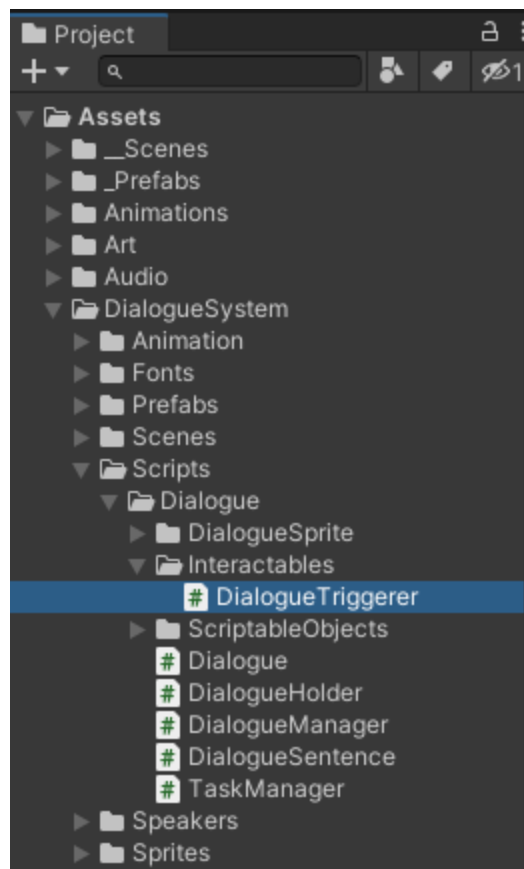 Project
1
Assets
__Scenes
_Prefabs
Animations
Art
Audio
DialogueSystem
Animation
Fonts
Prefabs
Scenes
Scripts
Dialogue
DialogueSprite
Interactables
# DialogueTriggerer
ScriptableObjects
# Dialogue
# DialogueHolder
# DialogueManager
# DialogueSentence
# TaskManager
Speakers
Sprites